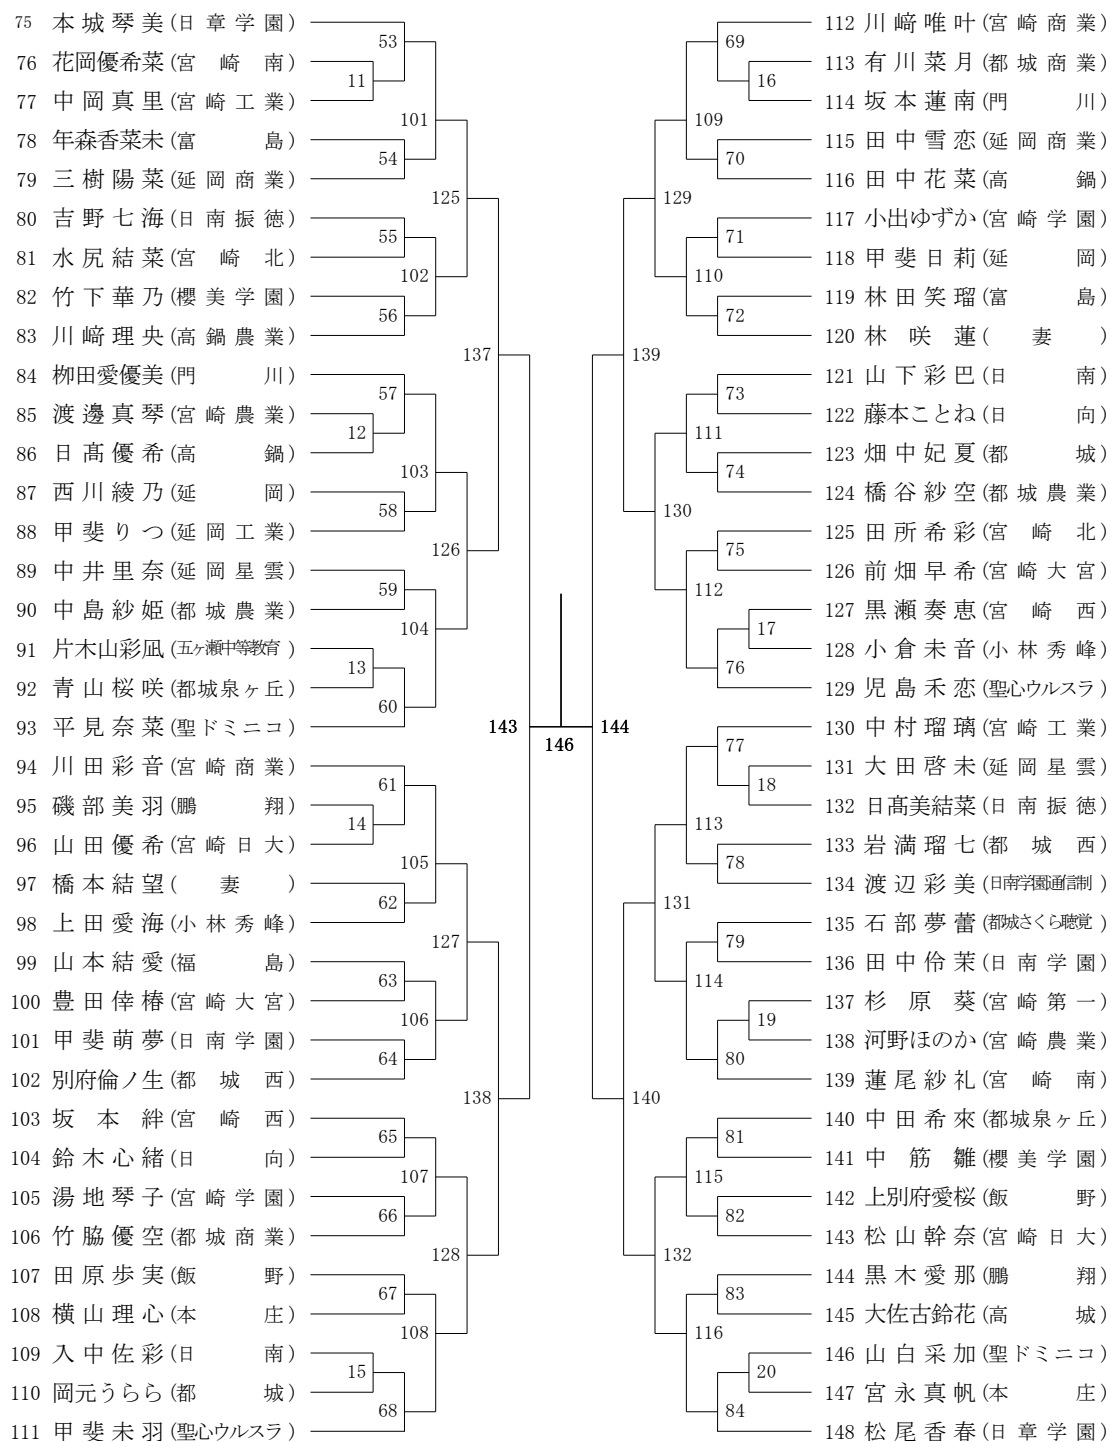 75 本城琴美(日章学園)
76 花岡優希菜(宮崎南)
77 中岡真里(宮崎工業)
78 年森香菜未(富島)
79 三樹陽菜(延岡商業)
80 吉野七海(日南振徳)
81 水尻結菜(宮崎北)
82 竹下華乃(櫻美学園)
83 川﨑理央(高鍋農業)
84 栁田愛優美(門川)
85 渡邊真琴(宮崎農業)
86 日髙優希(高鍋)
87 西川綾乃(延岡)
88 甲斐りつ(延岡工業)
89 中井里奈(延岡星雲)
90 中島紗姫(都城農業)
91 片木山彩凪(五ヶ瀬中等教育)
92 青山桜咲(都城泉ヶ丘)
93 平見奈菜(聖ドミニコ)
94 川田彩音(宮崎商業)
95 磯部美羽(鵬翔)
96 山田優希(宮崎日大)
97 橋本結望(妻)
98 上田愛海(小林秀峰)
99 山本結愛(福島)
100 豊田倖椿(宮崎大宮)
101 甲斐萌夢(日南学園)
102 別府倫ノ生(都城西)
103 坂本絆(宮崎西)
104 鈴木心緒(日向)
105 湯地琴子(宮崎学園)
106 竹脇優空(都城商業)
107 田原歩実(飯野)
108 横山理心(本庄)
109 入中佐彩(日南)
110 岡元うらら(都城)
111 甲斐未羽(聖心ウルスラ)
53
11
101
54
125
55
102
56
137
57
12
103
58
126
59
104
13
60
143
61
14
105
62
127
63
106
64
138
65
107
66
128
67
108
15
68
146
144
69
16
109
70
129
71
110
72
139
73
111
74
130
75
112
17
76
77
18
113
78
131
79
114
19
80
140
81
115
82
132
83
116
20
84
112 川﨑唯叶(宮崎商業)
113 有川菜月(都城商業)
114 坂本蓮南(門川)
115 田中雪恋(延岡商業)
116 田中花菜(高鍋)
117 小出ゆずか(宮崎学園)
118 甲斐日莉(延岡)
119 林田笑瑠(富島)
120 林咲蓮(妻)
121 山下彩巴(日南)
122 藤本ことね(日向)
123 畑中妃夏(都城)
124 橋谷紗空(都城農業)
125 田所希彩(宮崎北)
126 前畑早希(宮崎大宮)
127 黒瀬奏恵(宮崎西)
128 小倉未音(小林秀峰)
129 児島禾恋(聖心ウルスラ)
130 中村瑠璃(宮崎工業)
131 大田啓未(延岡星雲)
132 日髙美結菜(日南振徳)
133 岩満瑠七(都城西)
134 渡辺彩美(日南学園通信制)
135 石部夢蕾(都城さくら聴覚)
136 田中伶茉(日南学園)
137 杉原葵(宮崎第一)
138 河野ほのか(宮崎農業)
139 蓮尾紗礼(宮崎南)
140 中田希來(都城泉ヶ丘)
141 中筋雛(櫻美学園)
142 上別府愛桜(飯野)
143 松山幹奈(宮崎日大)
144 黒木愛那(鵬翔)
145 大佐古鈴花(高城)
146 山白采加(聖ドミニコ)
147 宮永真帆(本庄)
148 松尾香春(日章学園)